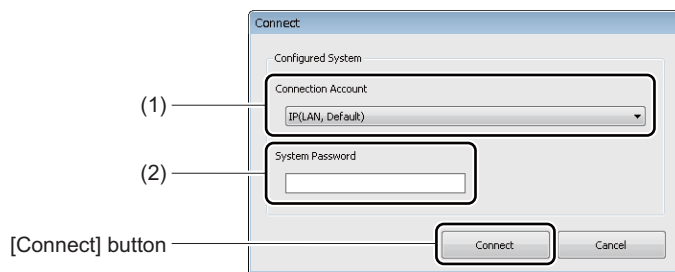 Connect
Configured System
Connection Account
(1)
IP(LAN, Default)
System Password
(2)
[Connect] button
Connect
Cancel